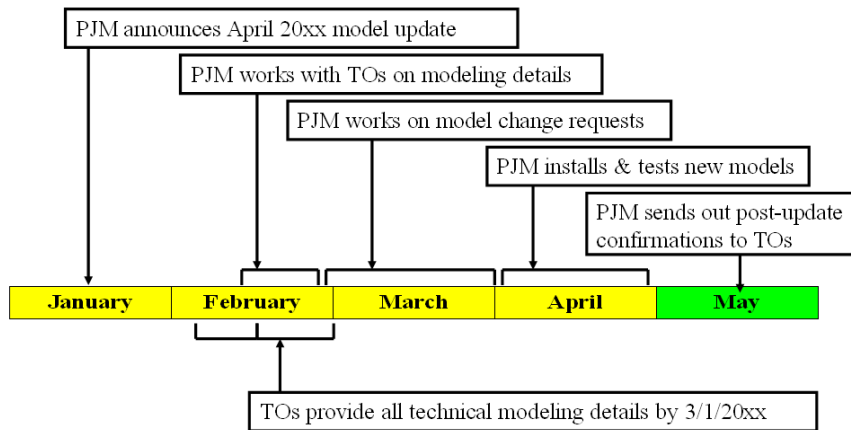 PJM announces April 20xx model update
PJM works with TOs on modeling details
PJM works on model change requests
PJM installs & tests new models
PJM sends out post-update
confirmations to TOs
January February March April May
TOs provide all technical modeling details by 3/1/20xx